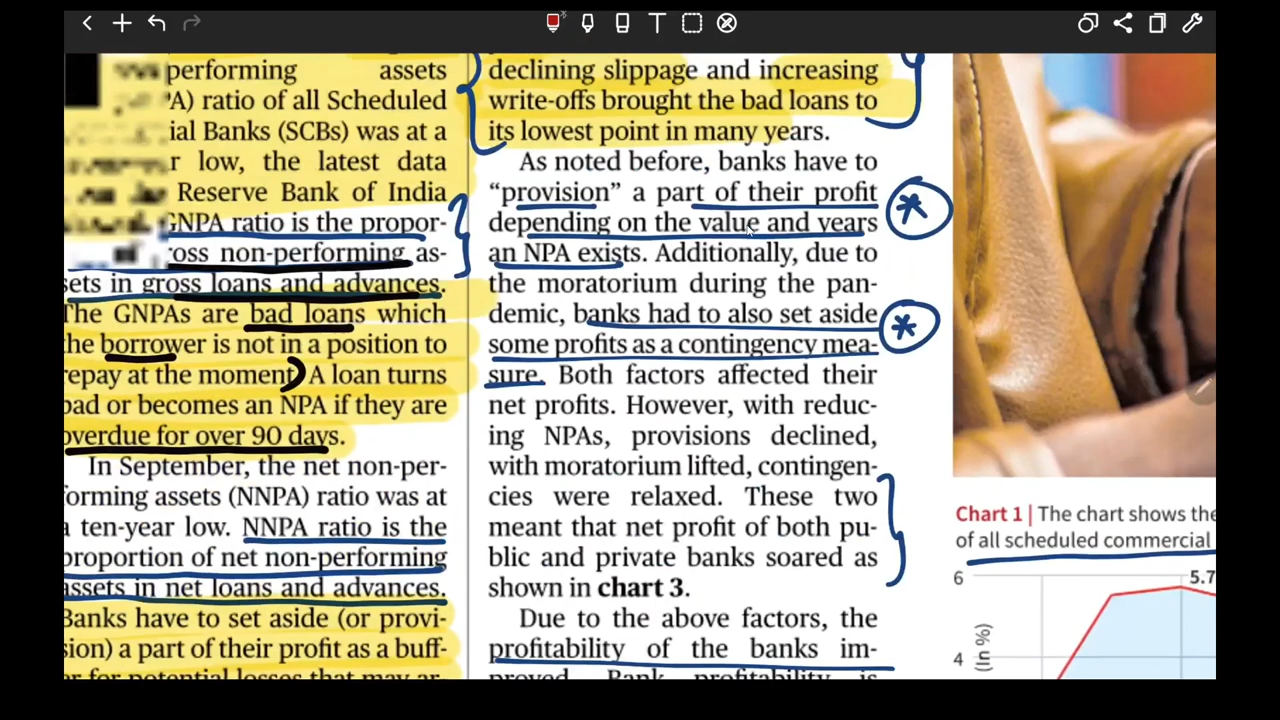 performing assets
'A) ratio of all Scheduled
ial Banks (SCBs) was at a
r low, the latest data
Reserve Bank of India
GNPA ratio is the propor-
oss non-performing as-
sets in gross loans and advances.
The GNPAs are bad loans which
the borrower is not in a position to
repay at the moment. A loan turns
bad or becomes an NPA if they are
overdue for over 90 days.
In September, the net non-per-
forming assets (NNPA) ratio was at
a ten-year low. NNPA ratio is the
proportion of net non-performing
assets in net loans and advances.
Banks have to set aside (or provi-
sion) a part of their profit as a buff-
er for potential losses that may ar-
declining slippage and increasing
write-offs brought the bad loans to
its lowest point in many years.
As noted before, banks have to
“provision” a part of their profit
depending on the value and years
an NPA exists. Additionally, due to
the moratorium during the pan-
demic, banks had to also set aside
some profits as a contingency mea-
sure. Both factors affected their
net profits. However, with reduc-
ing NPAs, provisions declined,
with moratorium lifted, contingen-
cies were relaxed. These two
meant that net profit of both pu-
blic and private banks soared as
shown in chart 3.
Due to the above factors, the
profitability of the banks im-
proved. Bank profitability is
Chart 1 | The chart shows the
of all scheduled commercial
6
5.7
4
(In %)